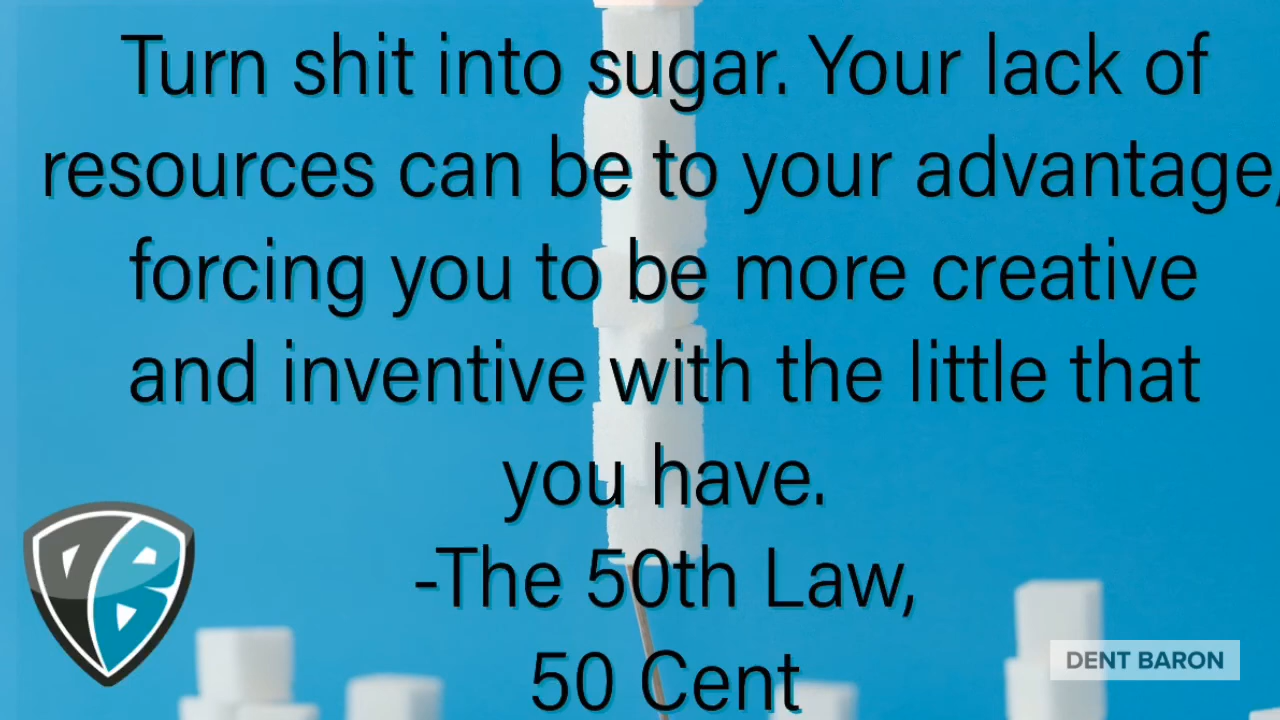 Turn shit into sugar. Your lack of
resources can be to your advantage,
forcing you to be more creative
and inventive with the little that
you have.
-The 50th Law,
50 Cent
DB
DENT BARON